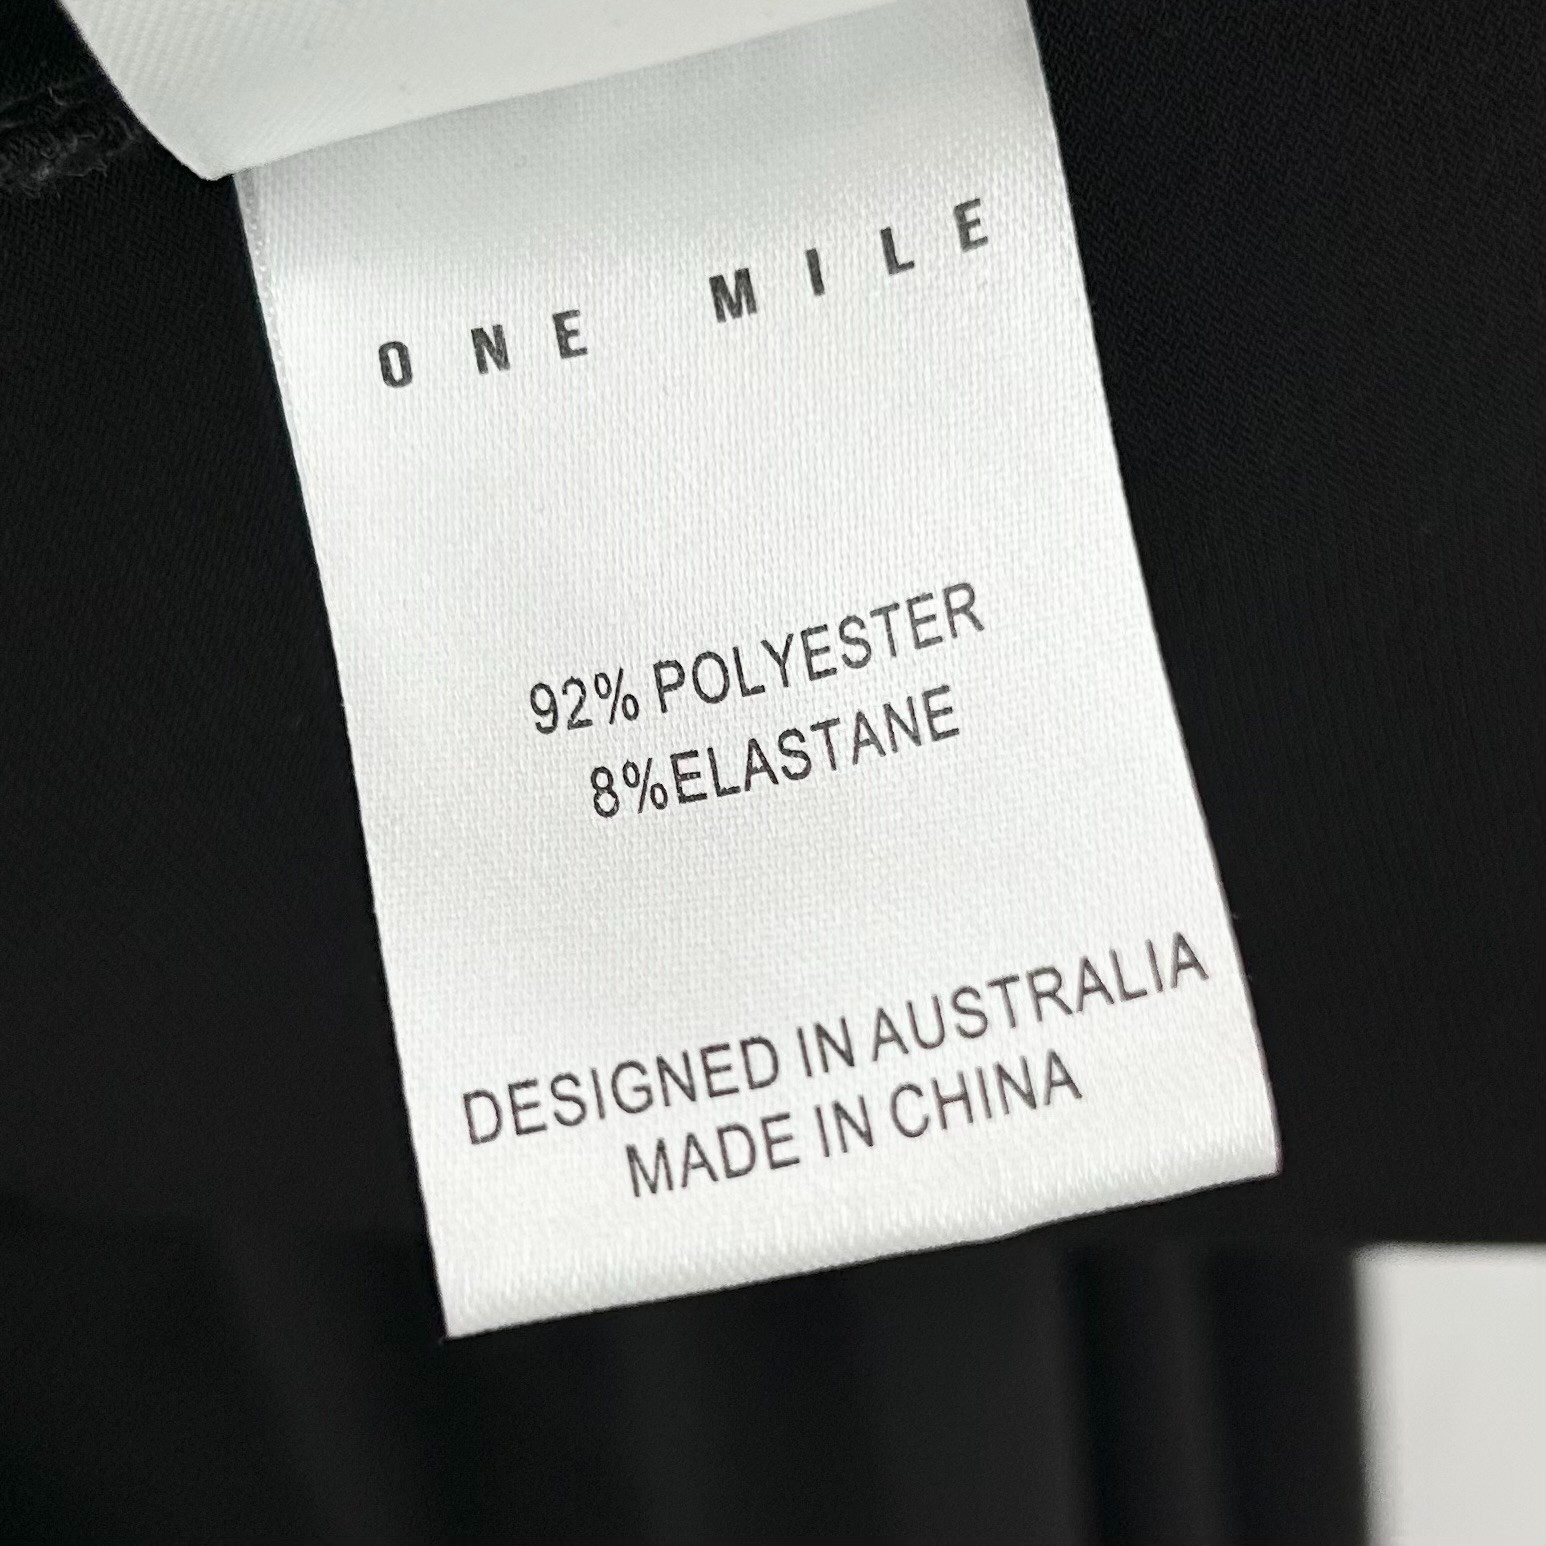 ONE MILE
92% POLYESTER
8%ELASTANE
DESIGNED IN AUSTRALIA
MADE IN CHINA